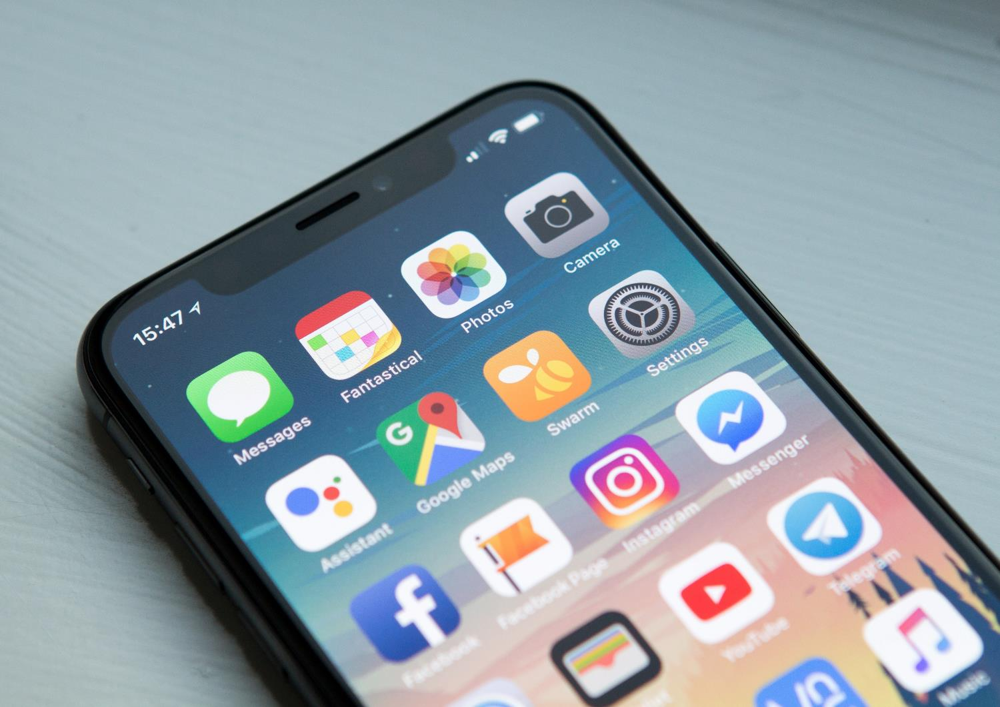 15:47
Messages
Fantastical
Photos
Camera
Assistant
G
Google Maps
Swarm
Settings
f
Facebook
Facebook Page
Instagram
Messenger
YouTube
Telegram
Music